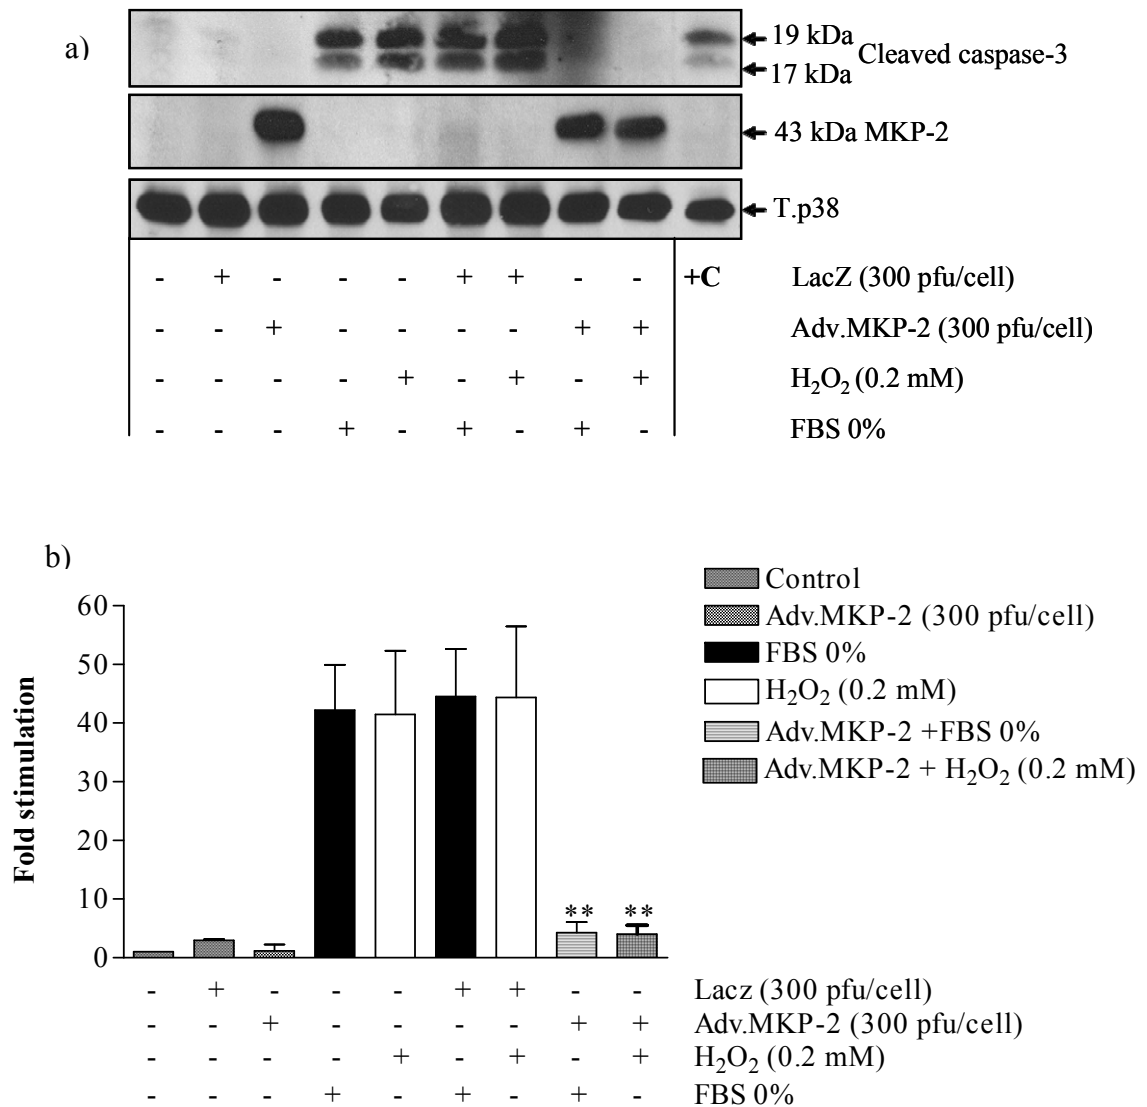 a)
19 kDa
Cleaved caspase-3
17 kDa
43 kDa MKP-2
T.p38
- + - - - + + - - +C LacZ (300 pfu/cell)
- - + - - - - + + Adv.MKP-2 (300 pfu/cell)
- - - - + - + - + H₂O₂ (0.2 mM)
- - - + - + - + - FBS 0%
b)
Control
Adv.MKP-2 (300 pfu/cell)
FBS 0%
H₂O₂ (0.2 mM)
Adv.MKP-2 +FBS 0%
Adv.MKP-2 + H₂O₂ (0.2 mM)
Fold stimulation
60
50
40
30
20
10
0
** **
- + - - - + + - - Lacz (300 pfu/cell)
- - + - - - - + + Adv.MKP-2 (300 pfu/cell)
- - - - + - + - + H₂O₂ (0.2 mM)
- - - + - + - + - FBS 0%